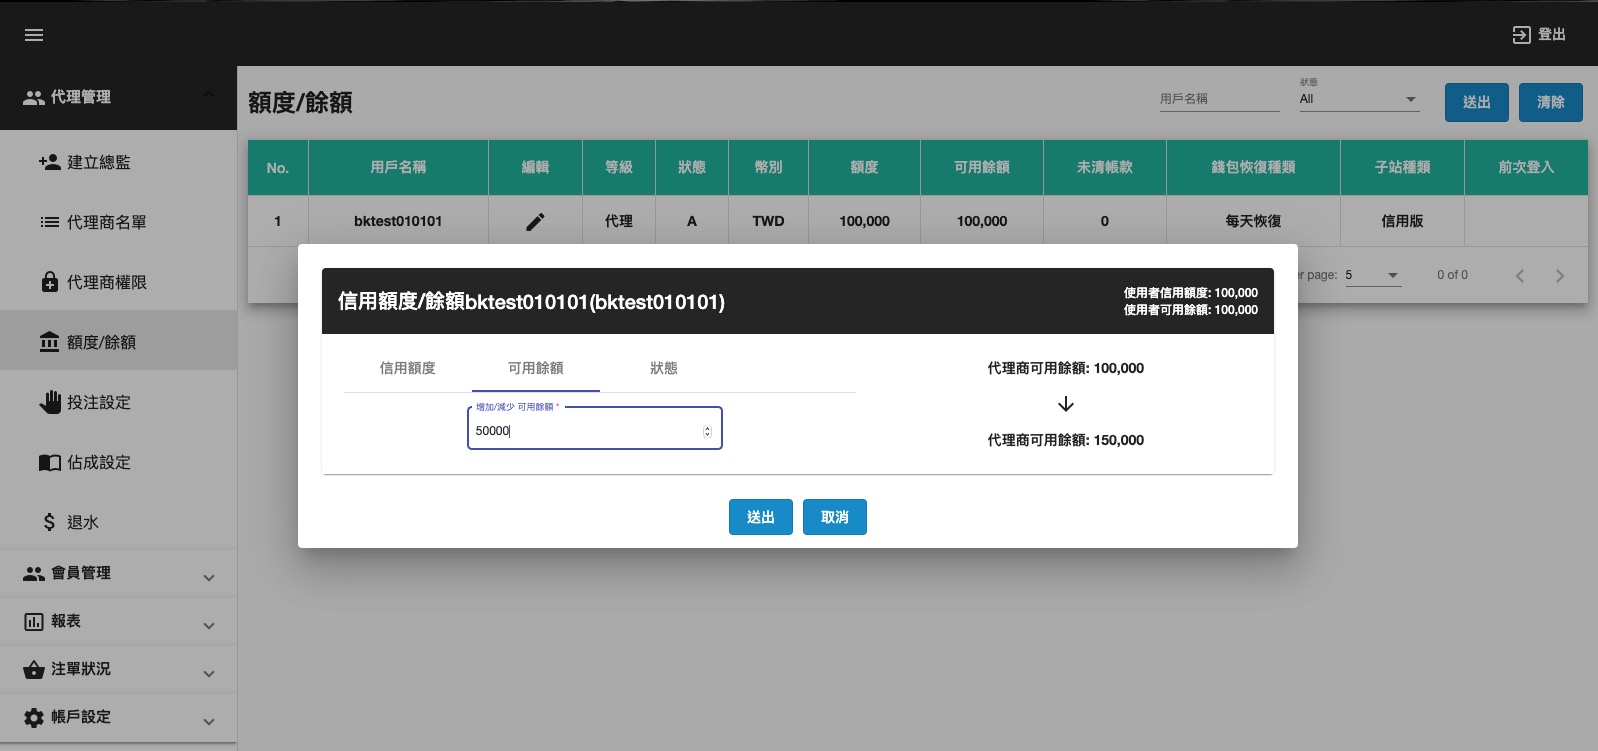 登出
代理管理
建立總監
代理商名單
代理商權限
額度/餘額
投注設定
佔成設定
退水
會員管理
報表
注單狀況
帳戶設定
額度/餘額
用戶名稱
狀態
All
送出
清除
No. 用戶名稱 編輯 等級 狀態 幣別 額度 可用餘額 未清帳款 錢包恢復種類 子站種類 前次登入
1 bktest010101 代理 A TWD 100,000 100,000 0 每天恢復 信用版
er page: 5 0 of 0
信用額度/餘額bktest010101(bktest010101)
使用者信用額度: 100,000
使用者可用餘額: 100,000
信用額度 可用餘額 狀態
增加/減少 可用餘額 *
50000
代理商可用餘額: 100,000
代理商可用餘額: 150,000
送出 取消